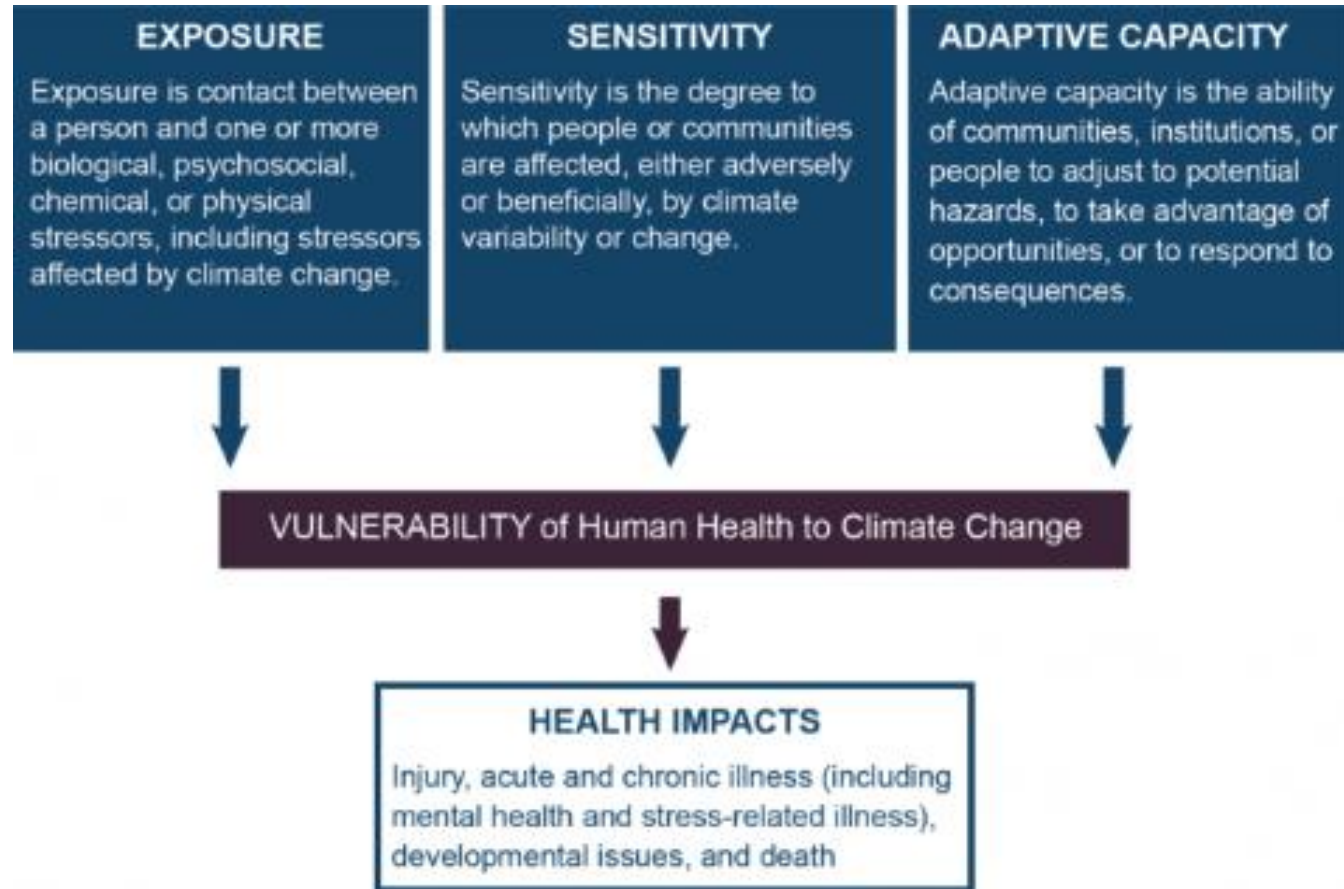 EXPOSURE
Exposure is contact between
a person and one or more
biological, psychosocial,
chemical, or physical
stressors, including stressors
affected by climate change.
SENSITIVITY
Sensitivity is the degree to
which people or communities
are affected, either adversely
or beneficially, by climate
variability or change.
ADAPTIVE CAPACITY
Adaptive capacity is the ability
of communities, institutions, or
people to adjust to potential
hazards, to take advantage of
opportunities, or to respond to
consequences.
VULNERABILITY of Human Health to Climate Change
HEALTH IMPACTS
Injury, acute and chronic illness (including
mental health and stress-related illness),
developmental issues, and death